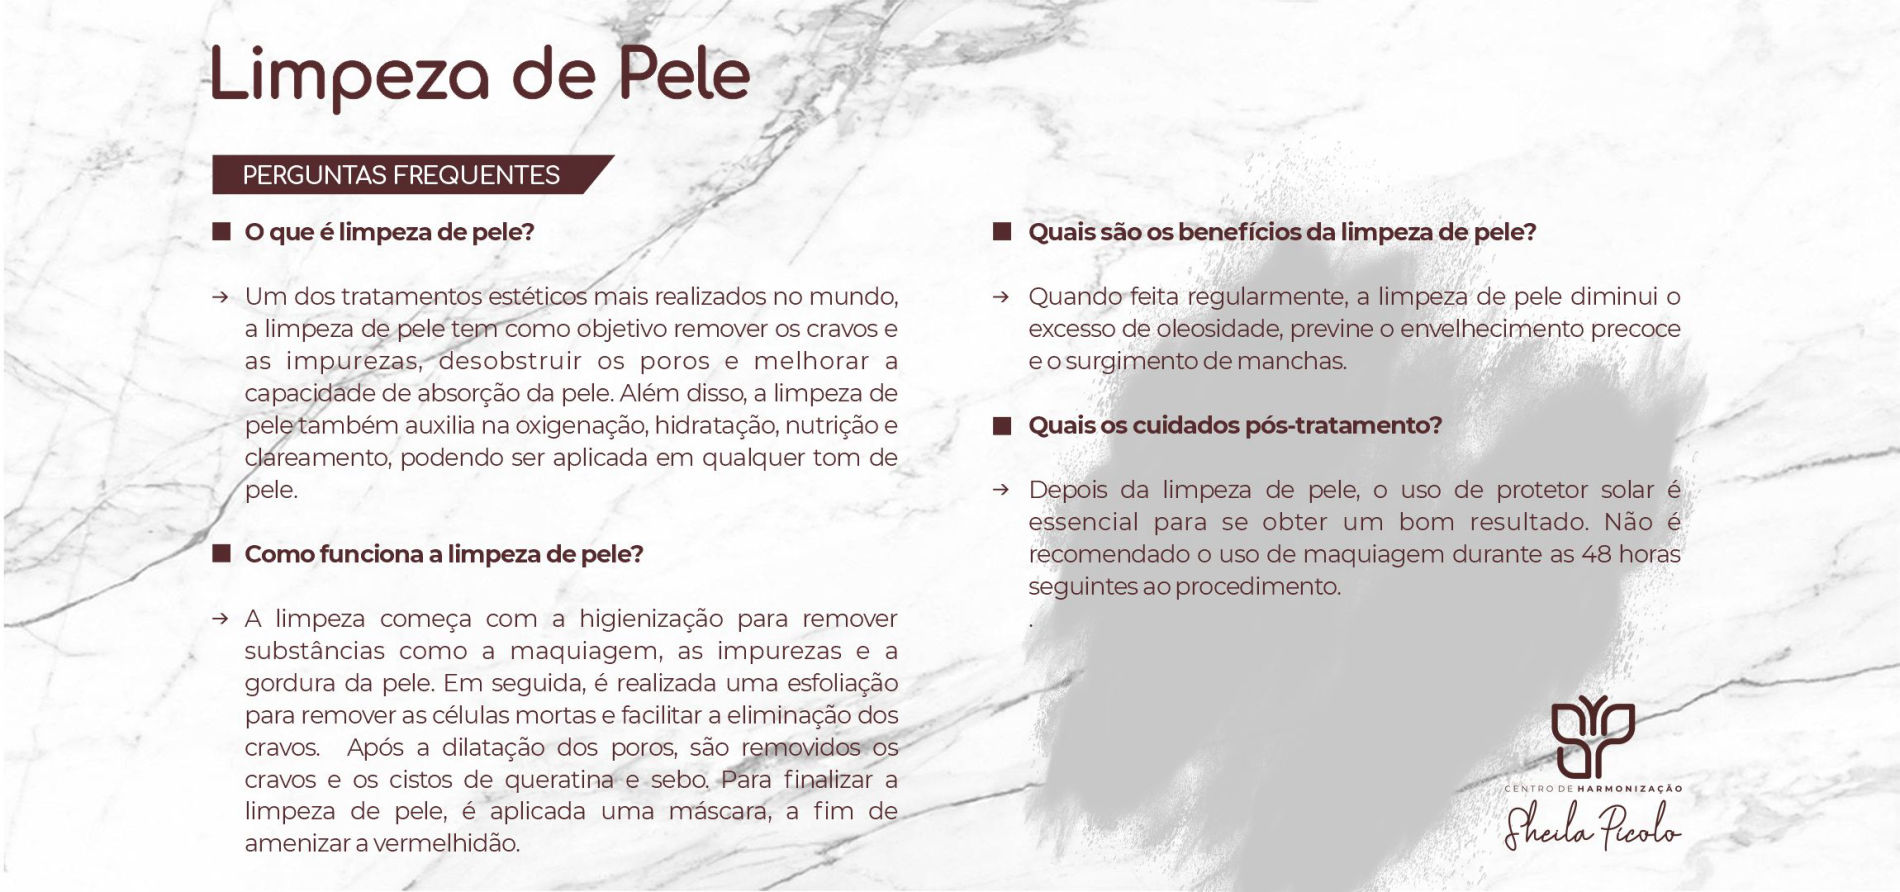 Limpeza de Pele
PERGUNTAS FREQUENTES
O que é limpeza de pele?
Um dos tratamentos estéticos mais realizados no mundo,
a limpeza de pele tem como objetivo remover os cravos e
as impurezas, desobstruir os poros e melhorar a
capacidade de absorção da pele. Além disso, a limpeza de
pele também auxilia na oxigenação, hidratação, nutrição e
clareamento, podendo ser aplicada em qualquer tom de
pele.
Como funciona a limpeza de pele?
A limpeza começa com a higienização para remover
substâncias como a maquiagem, as impurezas e a
gordura da pele. Em seguida, é realizada uma esfoliação
para remover as células mortas e facilitar a eliminação dos
cravos. Após a dilatação dos poros, são removidos os
cravos e os cistos de queratina e sebo. Para finalizar a
limpeza de pele, é aplicada uma máscara, a fim de
amenizar a vermelhidão.
Quais são os benefícios da limpeza de pele?
Quando feita regularmente, a limpeza de pele diminui o
excesso de oleosidade, previne o envelhecimento precoce
e o surgimento de manchas.
Quais os cuidados pós-tratamento?
Depois da limpeza de pele, o uso de protetor solar é
essencial para se obter um bom resultado. Não é
recomendado o uso de maquiagem durante as 48 horas
seguintes ao procedimento.
.
CENTRO DE HARMONIZAÇÃO
Sheila Picolo